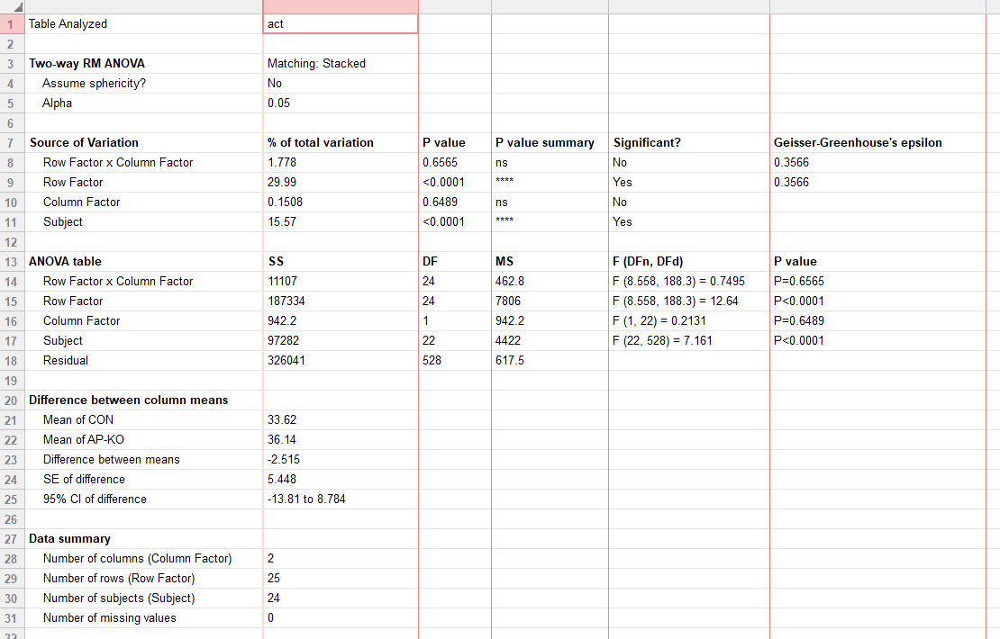 1 Table Analyzed act
2
3 Two-way RM ANOVA Matching: Stacked
4 Assume sphericity? No
5 Alpha 0.05
6
7 Source of Variation % of total variation P value P value summary Significant? Geisser-Greenhouse's epsilon
8 Row Factor x Column Factor 1.778 0.6565 ns No 0.3566
9 Row Factor 29.99 <0.0001 **** Yes 0.3566
10 Column Factor 0.1508 0.6489 ns No
11 Subject 15.57 <0.0001 **** Yes
12
13 ANOVA table SS DF MS F (DFn, DFd) P value
14 Row Factor x Column Factor 11107 24 462.8 F (8.558, 188.3) = 0.7495 P=0.6565
15 Row Factor 187334 24 7806 F (8.558, 188.3) = 12.64 P<0.0001
16 Column Factor 942.2 1 942.2 F (1, 22) = 0.2131 P=0.6489
17 Subject 97282 22 4422 F (22, 528) = 7.161 P<0.0001
18 Residual 326041 528 617.5
19
20 Difference between column means
21 Mean of CON 33.62
22 Mean of AP-KO 36.14
23 Difference between means -2.515
24 SE of difference 5.448
25 95% CI of difference -13.81 to 8.784
26
27 Data summary
28 Number of columns (Column Factor) 2
29 Number of rows (Row Factor) 25
30 Number of subjects (Subject) 24
31 Number of missing values 0
32